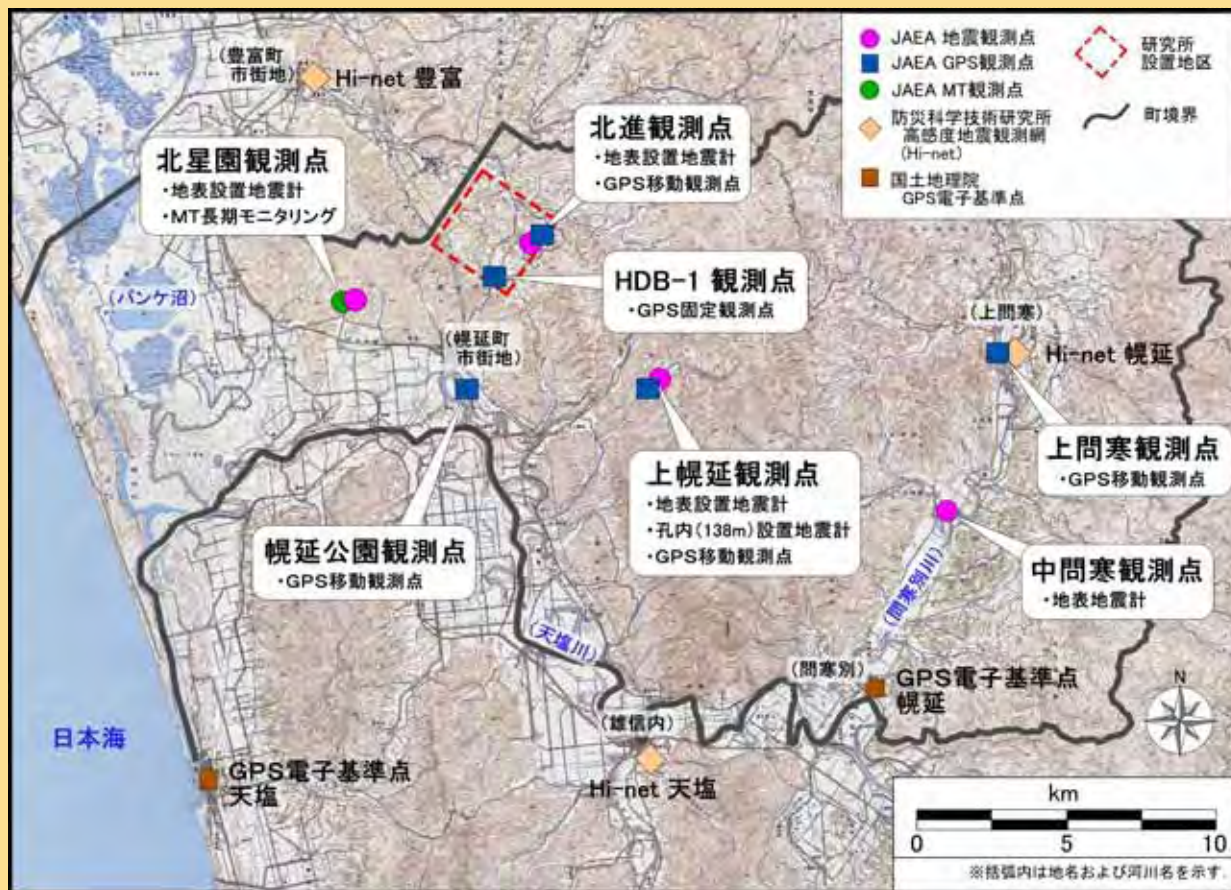 (豊富町
市街地)
Hi-net 豊富
北進観測点
・地表設置地震計
・GPS移動観測点
北星園観測点
・地表設置地震計
・MT長期モニタリング
JAEA 地震観測点
JAEA GPS観測点
JAEA MT観測点
防災科学技術研究所
高感度地震観測網
(Hi-net)
国土地理院
GPS電子基準点
研究所
設置地区
町境界
(パンケ沼)
HDB-1 観測点
・GPS固定観測点
(幌延町
市街地)
(上問寒)
Hi-net 幌延
上問寒観測点
・GPS移動観測点
上幌延観測点
・地表設置地震計
・孔内(138m)設置地震計
・GPS移動観測点
幌延公園観測点
・GPS移動観測点
中問寒観測点
・地表地震計
(問寒別川)
(天塩川)
(問寒別)
GPS電子基準点
幌延
(雄信内)
Hi-net 天塩
日本海
GPS電子基準点
天塩
N
km
0 5 10
※括弧内は地名および河川名を示す。